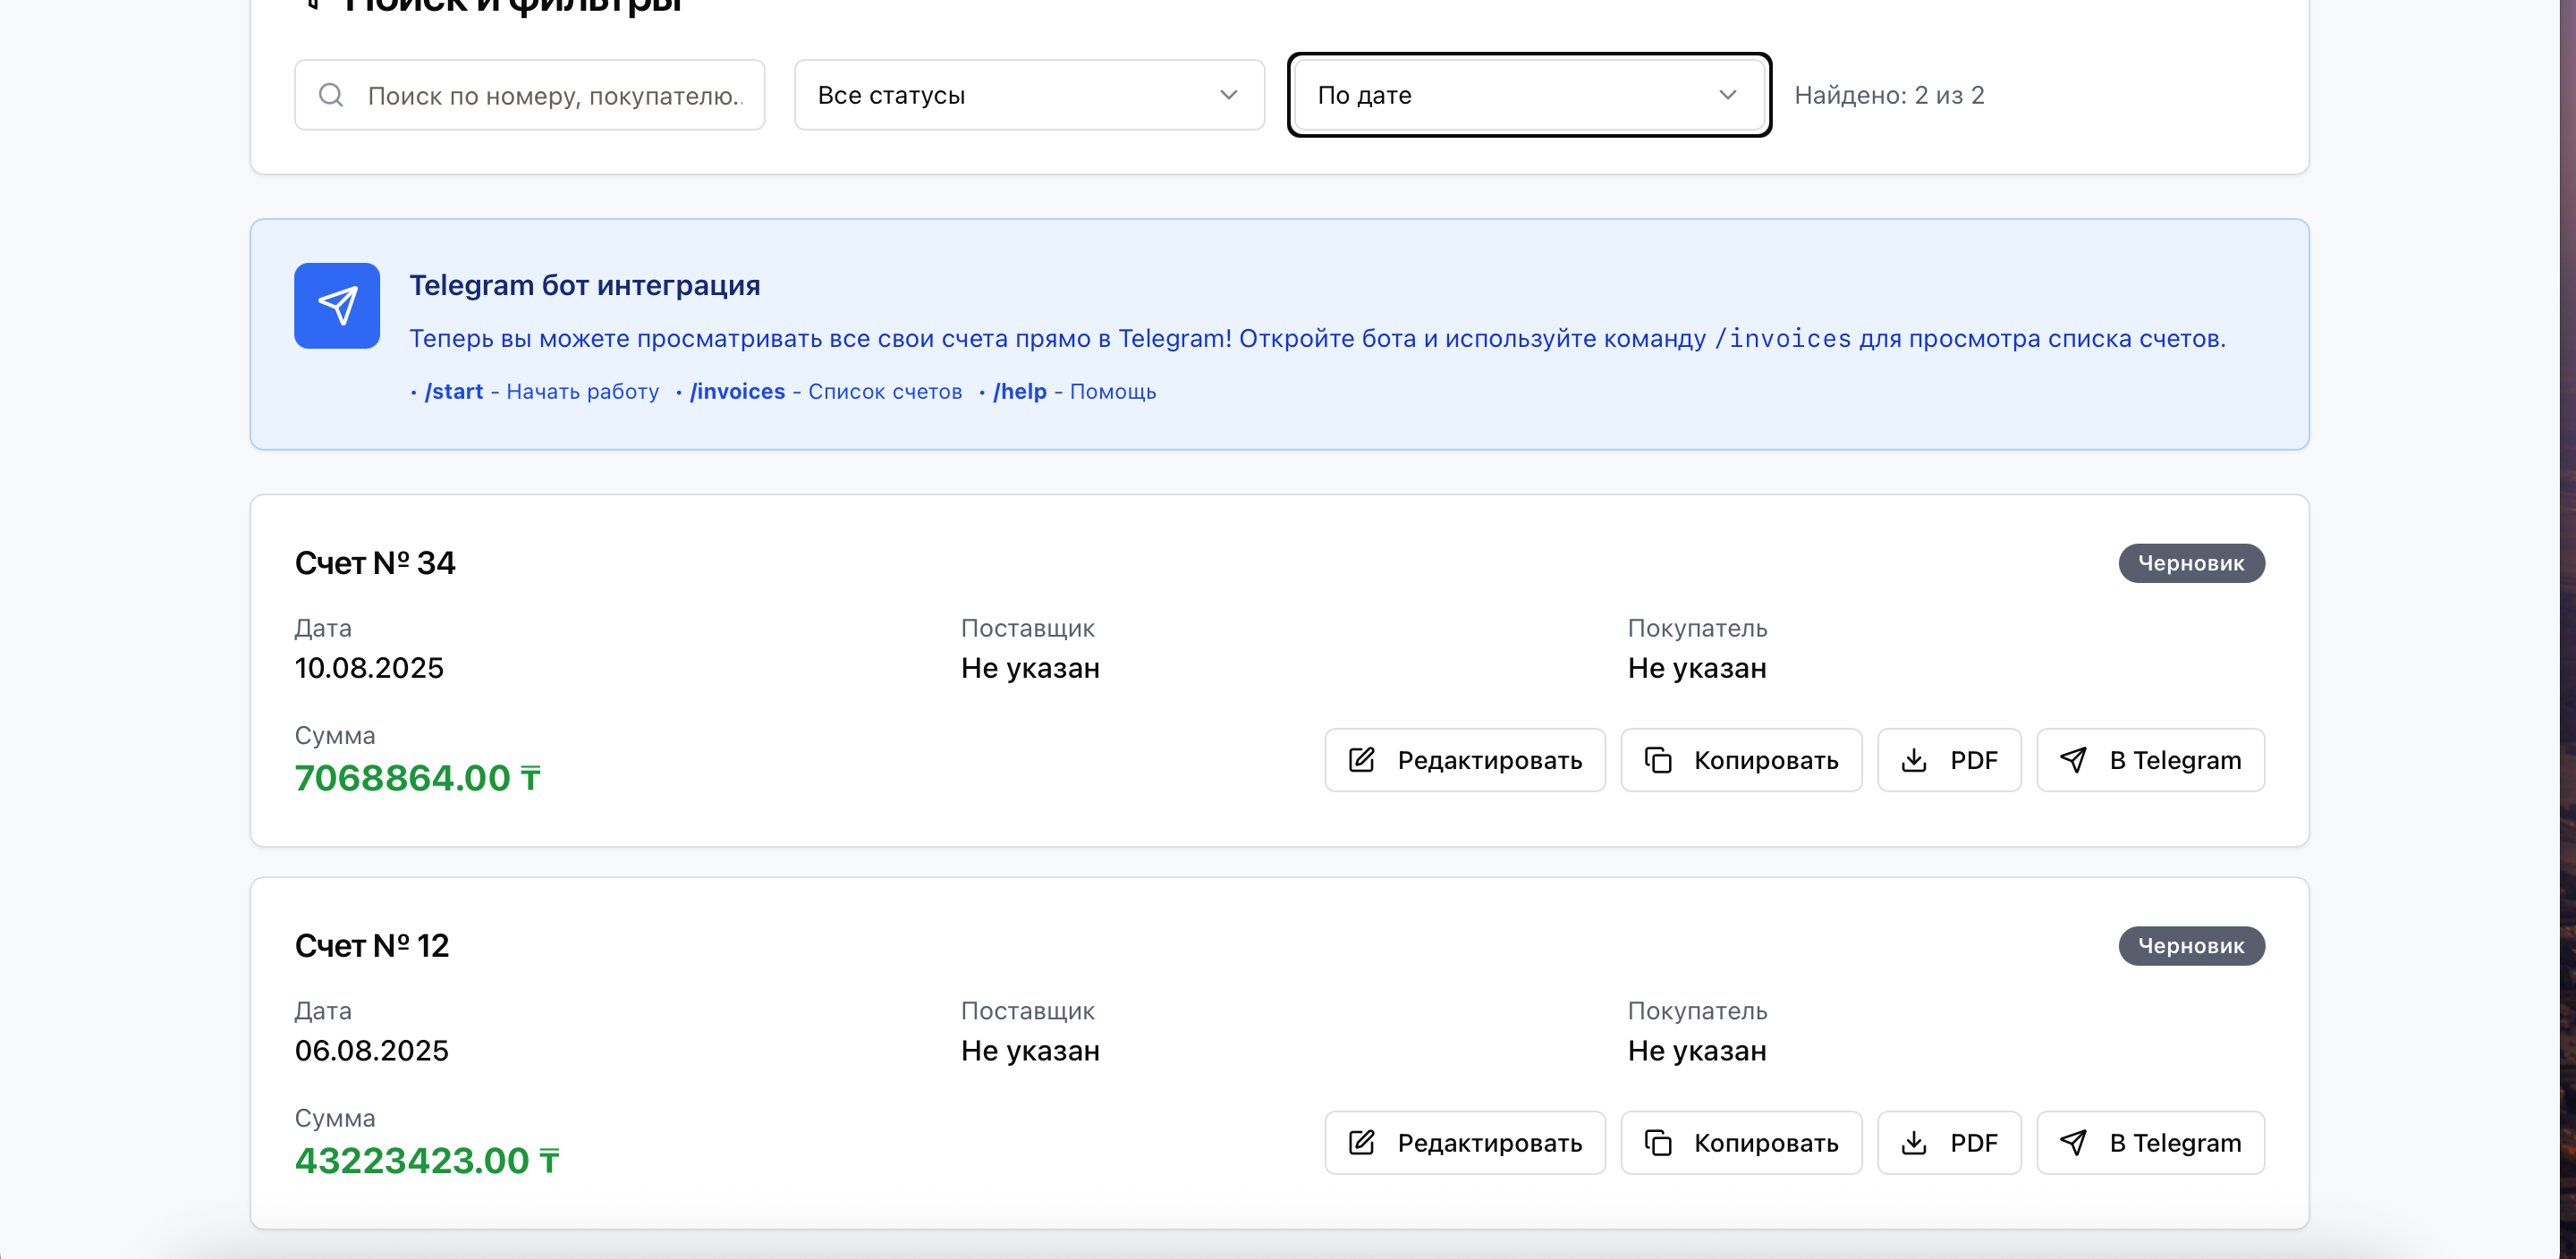 Поиск и фильтры
Поиск по номеру, покупателю..
Все статусы
По дате
Найдено: 2 из 2
Telegram бот интеграция
Теперь вы можете просматривать все свои счета прямо в Telegram! Откройте бота и используйте команду /invoices для просмотра списка счетов.
• /start - Начать работу • /invoices - Список счетов • /help - Помощь
Счет № 34
Черновик
Дата
Поставщик
Покупатель
10.08.2025
Не указан
Не указан
Сумма
7068864.00 ₸
Редактировать
Копировать
PDF
В Telegram
Счет № 12
Черновик
Дата
Поставщик
Покупатель
06.08.2025
Не указан
Не указан
Сумма
43223423.00 ₸
Редактировать
Копировать
PDF
В Telegram